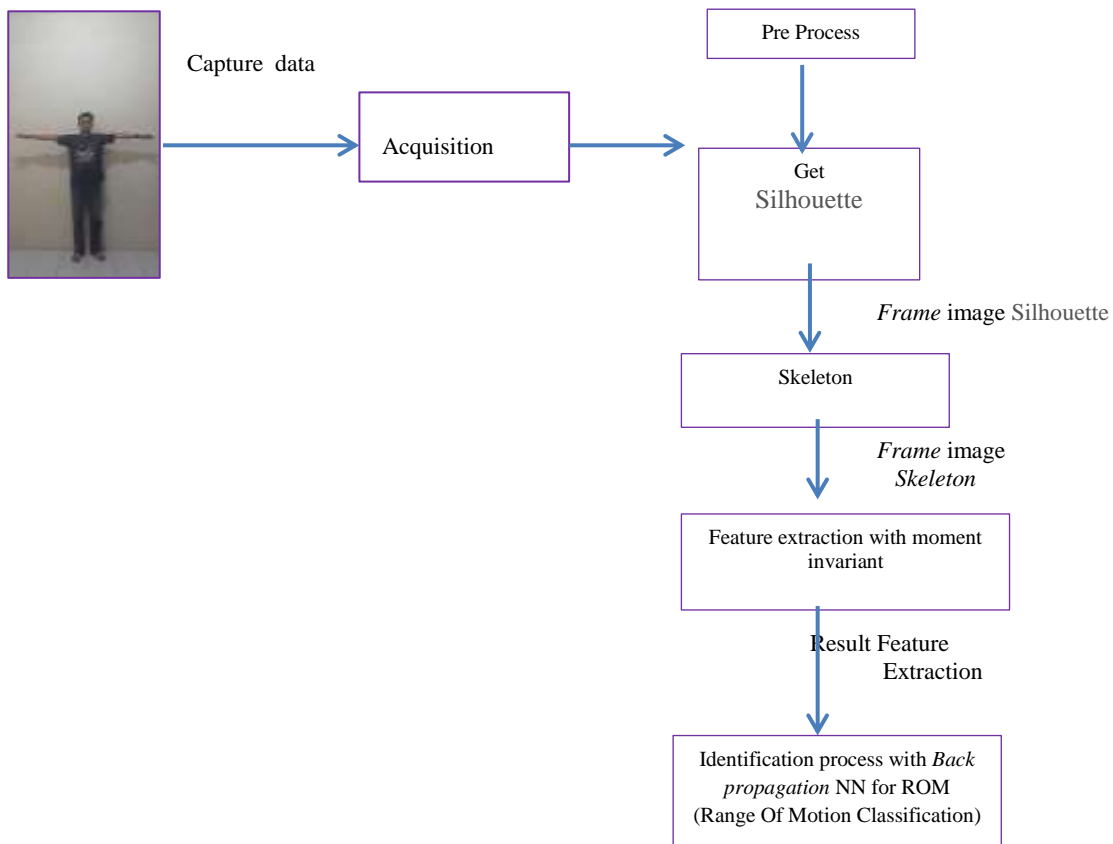 Pre Process
Capture data
Acquisition
Get
Silhouette
Frame image Silhouette
Skeleton
Frame image
Skeleton
Feature extraction with moment
invariant
Result Feature
Extraction
Identification process with Back
propagation NN for ROM
(Range Of Motion Classification)